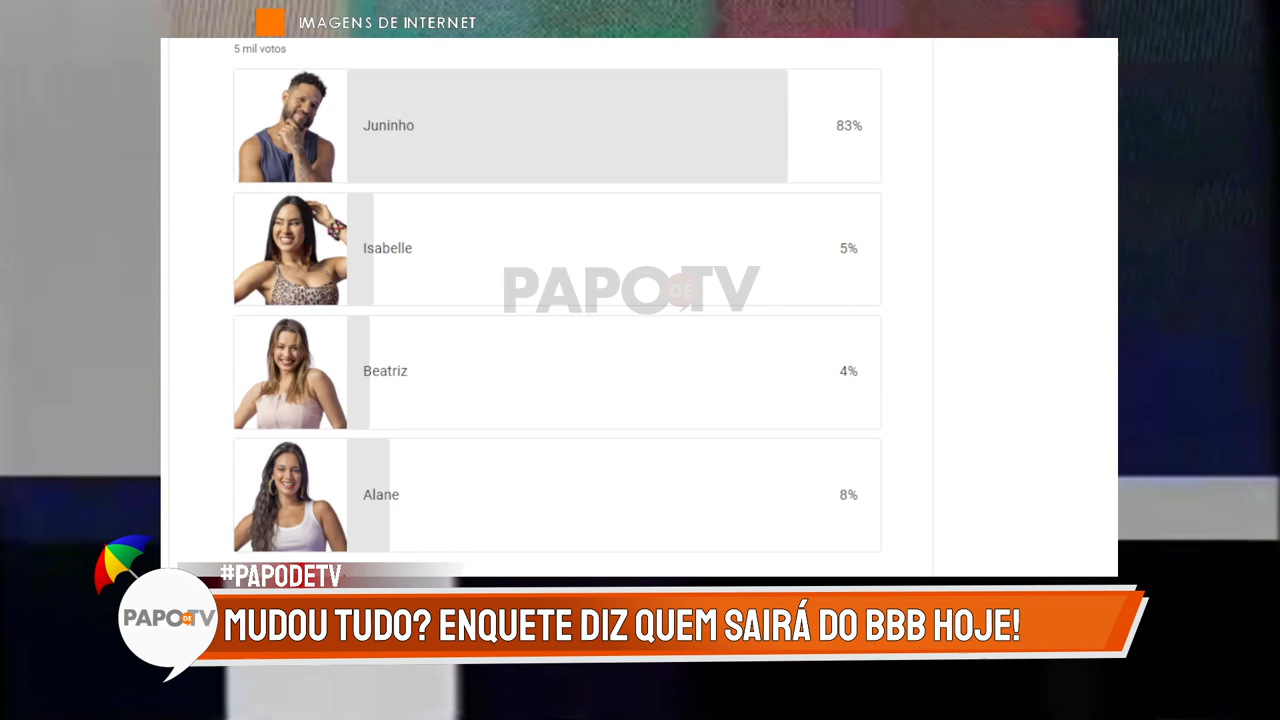 IMAGENS DE INTERNET
5 mil votos
Juninho
83%
Isabelle
5%
PAPO DE TV
Beatriz
4%
Alane
8%
#PAPODETV
PAPO DE TV
MUDOU TUDO? ENQUETE DIZ QUEM SAIRÁ DO BBB HOJE!